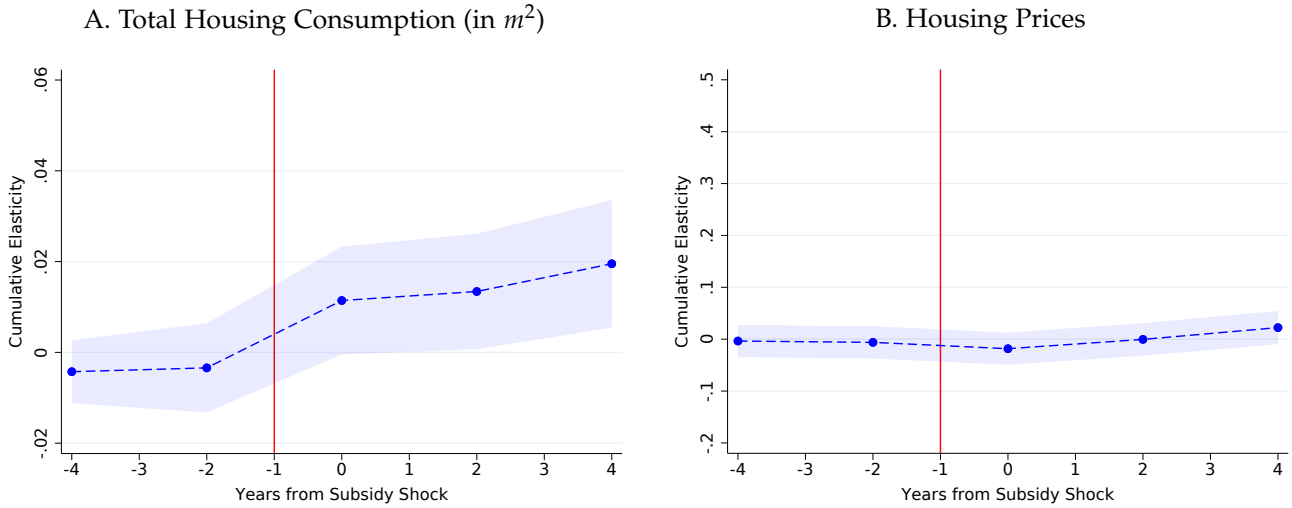 A. Total Housing Consumption (in m²)
.06
.04
.02
0
-.02
Cumulative Elasticity
-4 -3 -2 -1 0 1 2 3 4
Years from Subsidy Shock
B. Housing Prices
.5
.4
.3
.2
.1
0
-.1
-.2
Cumulative Elasticity
-4 -3 -2 -1 0 1 2 3 4
Years from Subsidy Shock